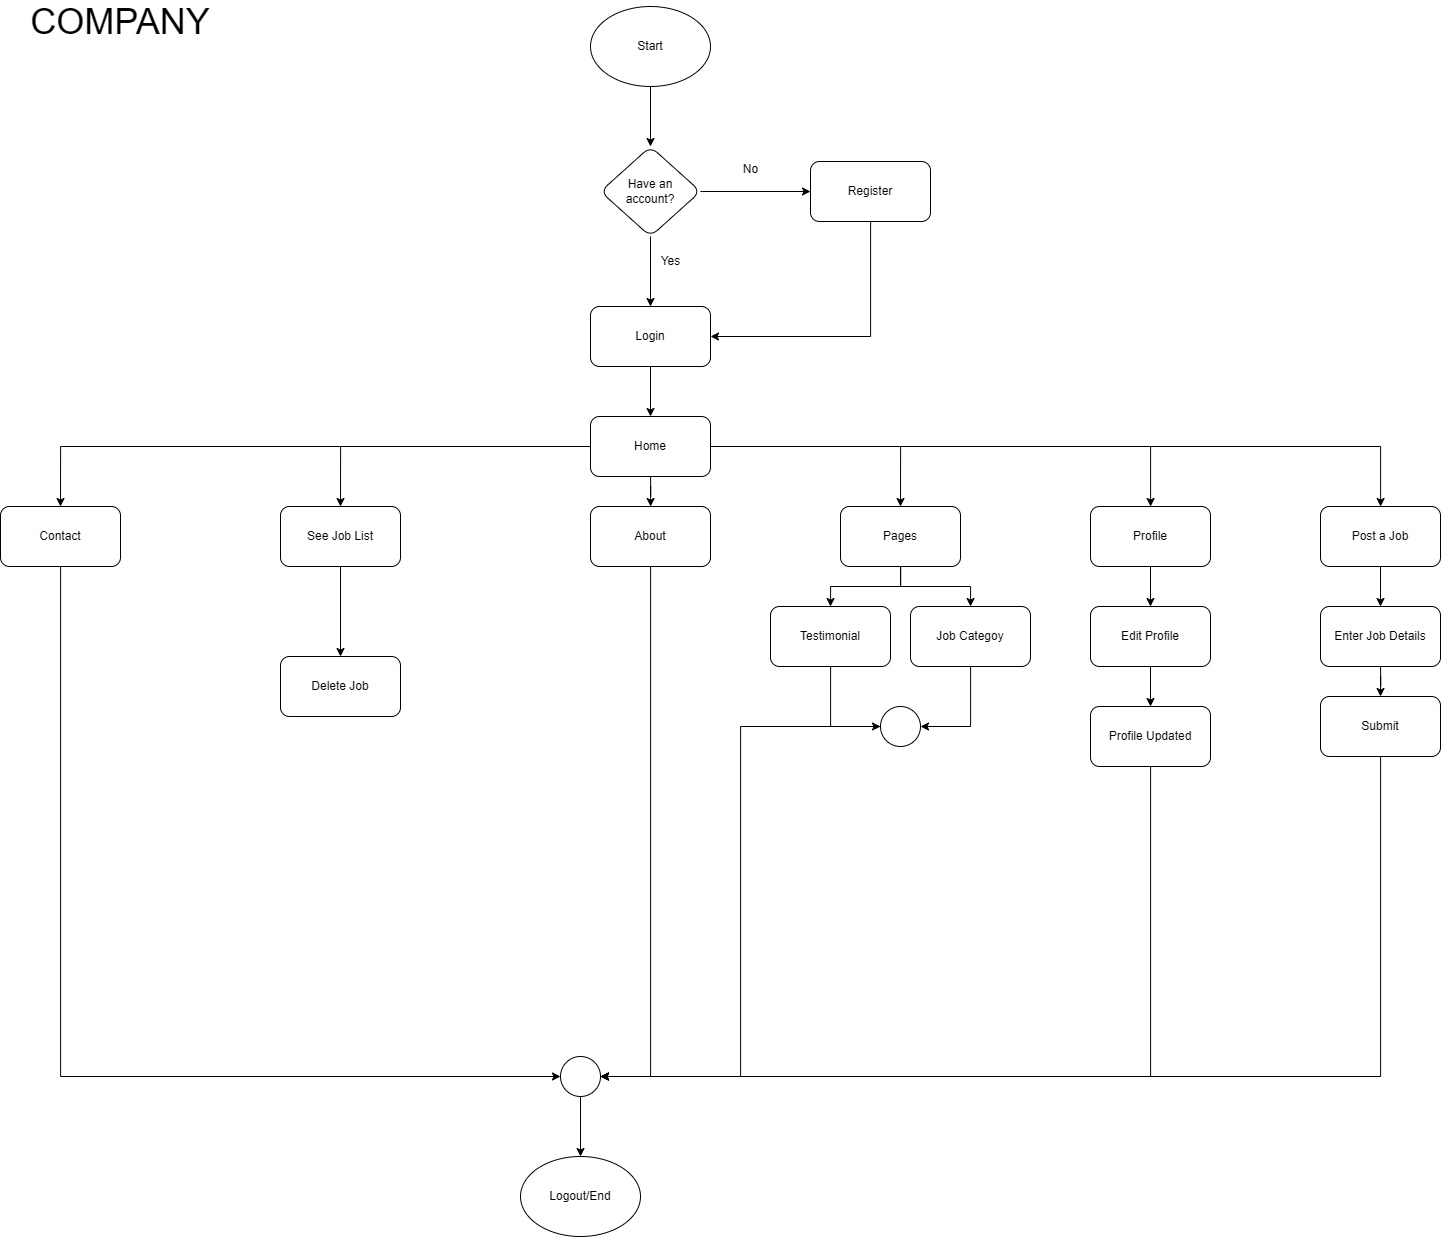 COMPANY
Start
Have an
account?
No
Register
Yes
Login
Home
Contact
See Job List
About
Pages
Profile
Post a Job
Testimonial
Job Categoy
Edit Profile
Enter Job Details
Delete Job
Profile Updated
Submit
Logout/End